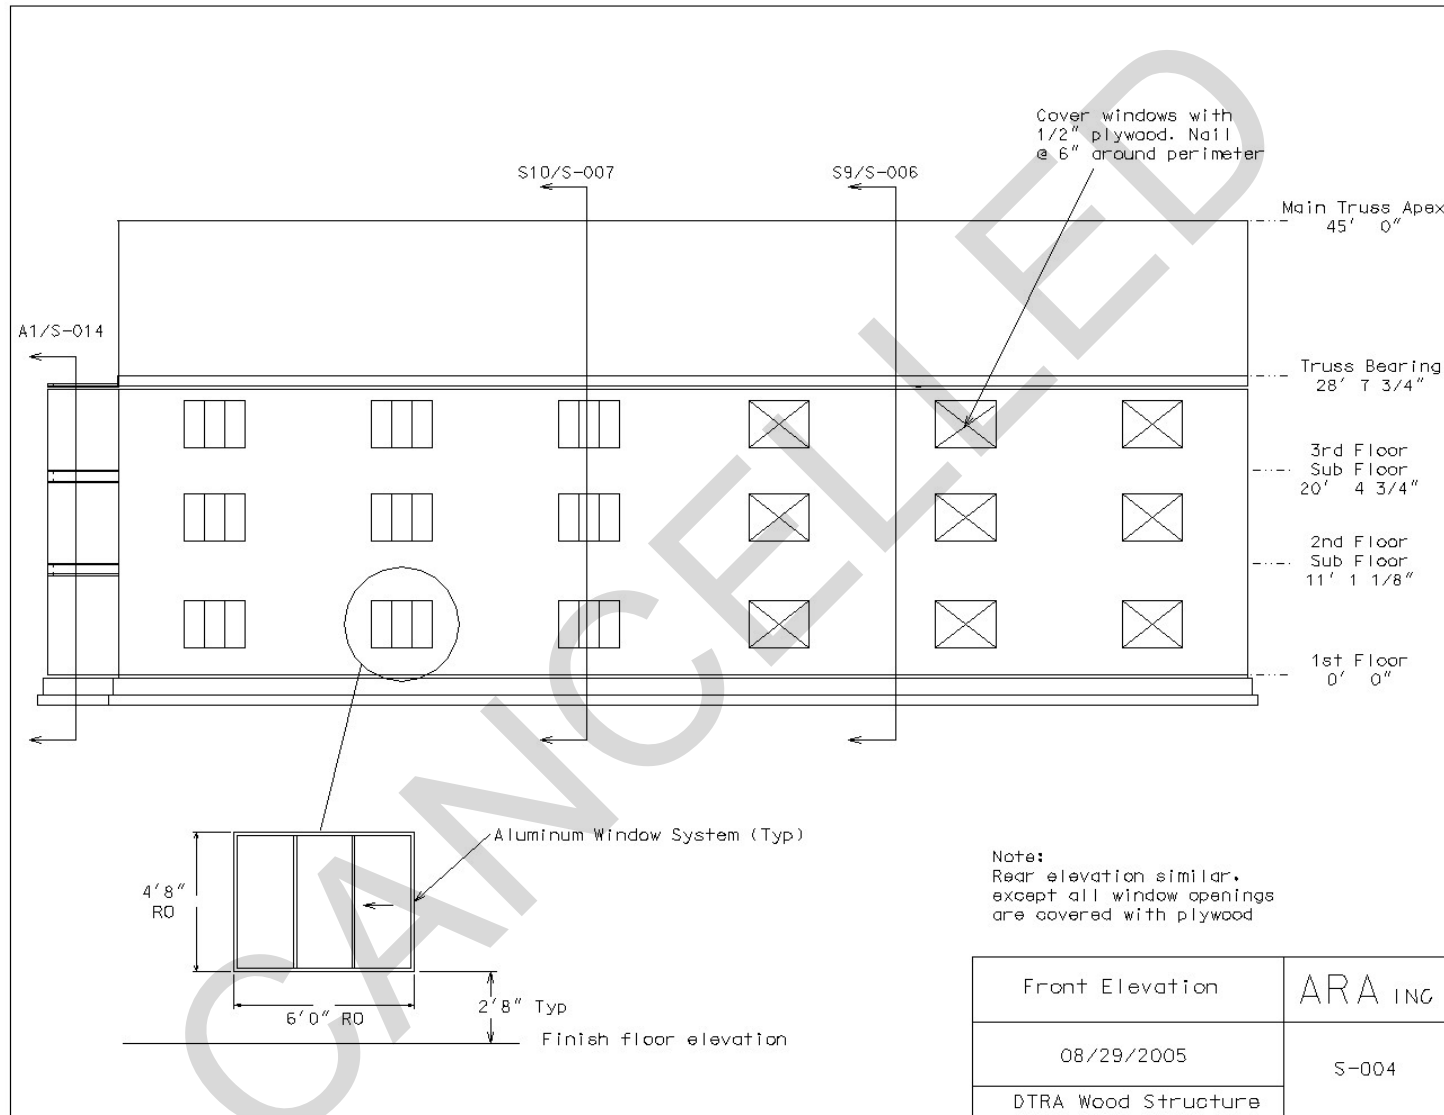 Cover windows with
1/2" plywood. Nail
@ 6" around perimeter
S10/S-007
S9/S-006
Main Truss Apex
45' 0"
A1/S-014
Truss Bearing
28' 7 3/4"
3rd Floor
Sub Floor
20' 4 3/4"
2nd Floor
Sub Floor
11' 1 1/8"
1st Floor
0' 0"
Aluminum Window System (Typ)
4'8"
RO
6'0" RO
2'8" Typ
Finish floor elevation
Note:
Rear elevation similar,
except all window openings
are covered with plywood
Front Elevation
ARA INC
08/29/2005
S-004
DTRA Wood Structure
CANCELLED